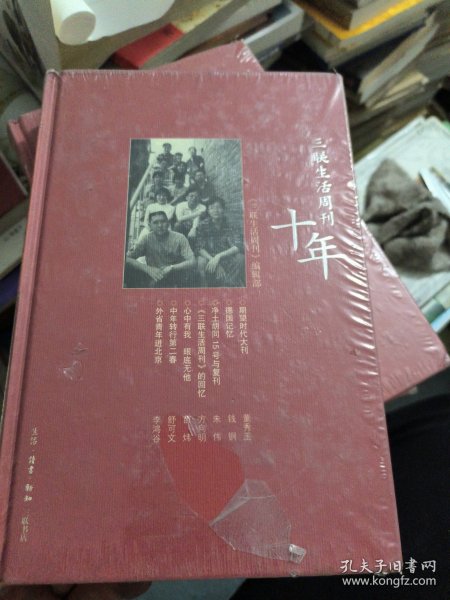 三联生活周刊
十年
《三联生活周刊》编辑部
○期望时代大刊 董秀玉
○德国记忆 钱钢
○净土胡同15号与复刊 朱伟
○《三联生活周刊》的回忆 方向明
○心中有我 眼底无他 苗炜
○中年转行第二春 舒可文
○外省青年进北京 李鸿谷
生活·读书·新知
三联书店
孔夫子旧书网
www.kongfz.com